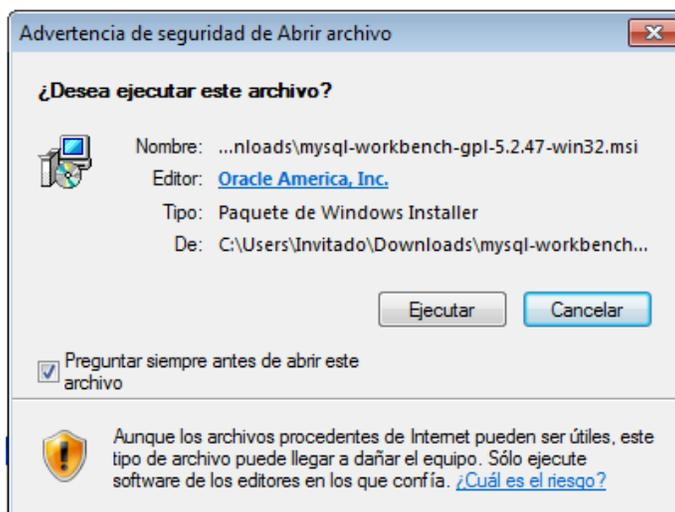 Advertencia de seguridad de Abrir archivo
¿Desea ejecutar este archivo?
Nombre: ...nloads\mysql-workbench-gpl-5.2.47-win32.msi
Editor: Oracle America, Inc.
Tipo: Paquete de Windows Installer
De: C:\Users\Invitado\Downloads\mysql-workbench...
Ejecutar Cancelar
Preguntar siempre antes de abrir este
archivo
Aunque los archivos procedentes de Internet pueden ser útiles, este
tipo de archivo puede llegar a dañar el equipo. Sólo ejecute
software de los editores en los que confía. ¿Cuál es el riesgo?